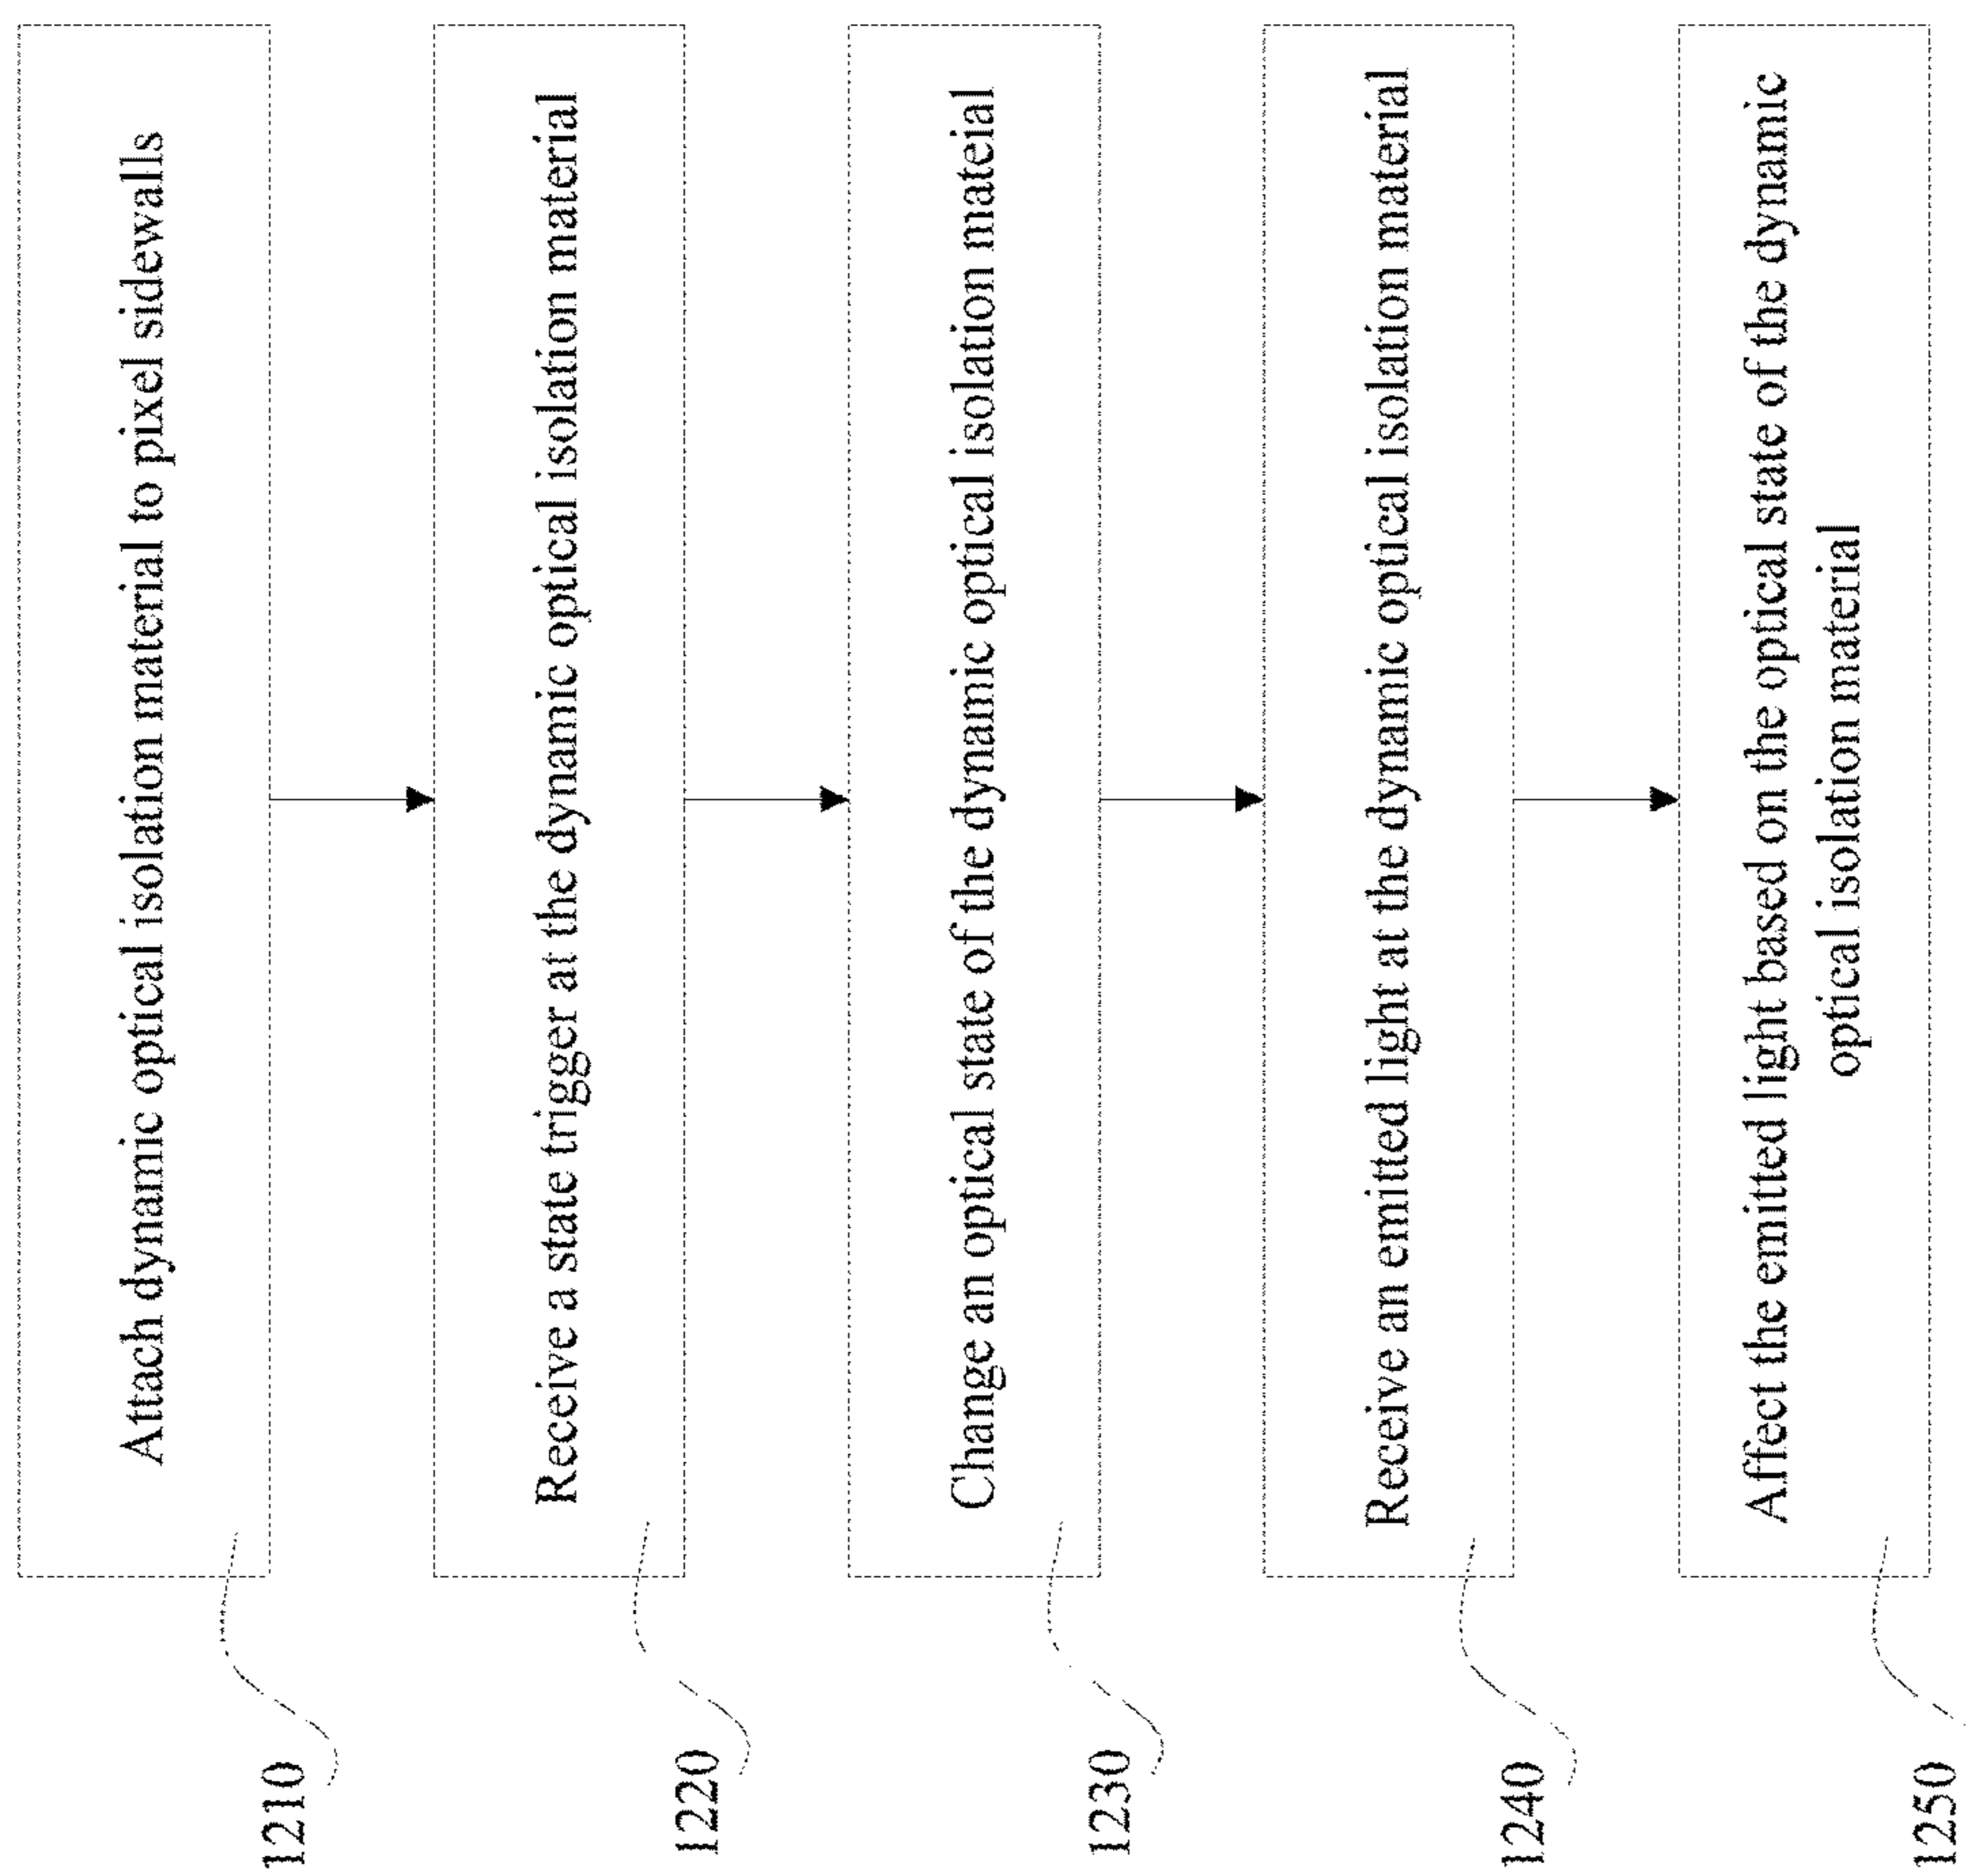 1210
Attach dynamic optical isolation material to pixel sidewalls
1220
Receive a state trigger at the dynamic optical isolation material
1230
Change an optical state of the dynamic optical isolation mateial
1240
Receive an emitted light at the dynamic optical isolation material
1250
Affect the emitted light based on the optical state of the dynamic
optical isolation material